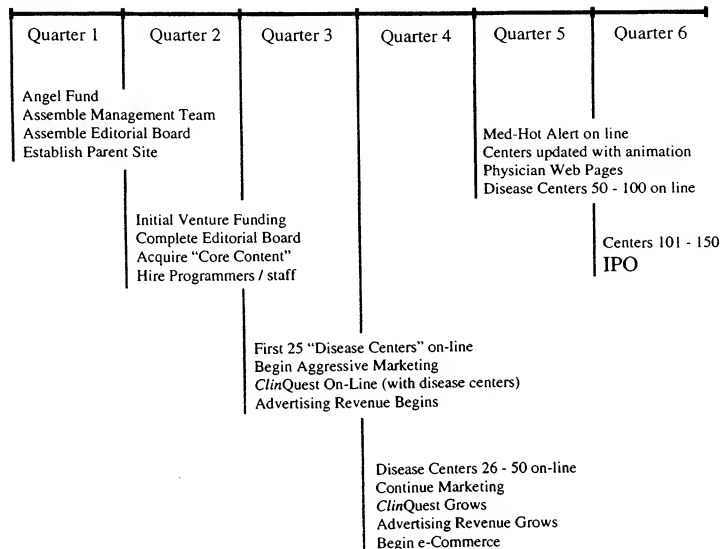 Quarter 1 Quarter 2 Quarter 3 Quarter 4 Quarter 5 Quarter 6
Angel Fund
Assemble Management Team
Assemble Editorial Board
Establish Parent Site
Initial Venture Funding
Complete Editorial Board
Acquire “Core Content”
Hire Programmers / staff
First 25 “Disease Centers” on-line
Begin Aggressive Marketing
ClinQuest On-Line (with disease centers)
Advertising Revenue Begins
Disease Centers 26 - 50 on-line
Continue Marketing
ClinQuest Grows
Advertising Revenue Grows
Begin e-Commerce
Med-Hot Alert on line
Centers updated with animation
Physician Web Pages
Disease Centers 50 - 100 on line
Centers 101 - 150
IPO